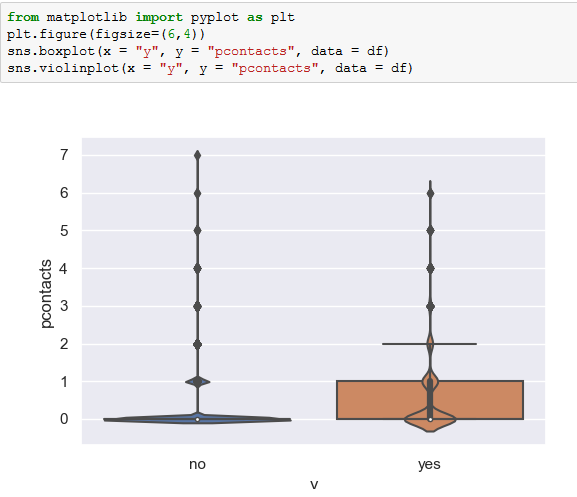 from matplotlib import pyplot as plt
plt.figure(figsize=(6,4))
sns.boxplot(x = "y", y = "pcontacts", data = df)
sns.violinplot(x = "y", y = "pcontacts", data = df)
7
6
5
4
3
2
1
0
pcontacts
no yes
y